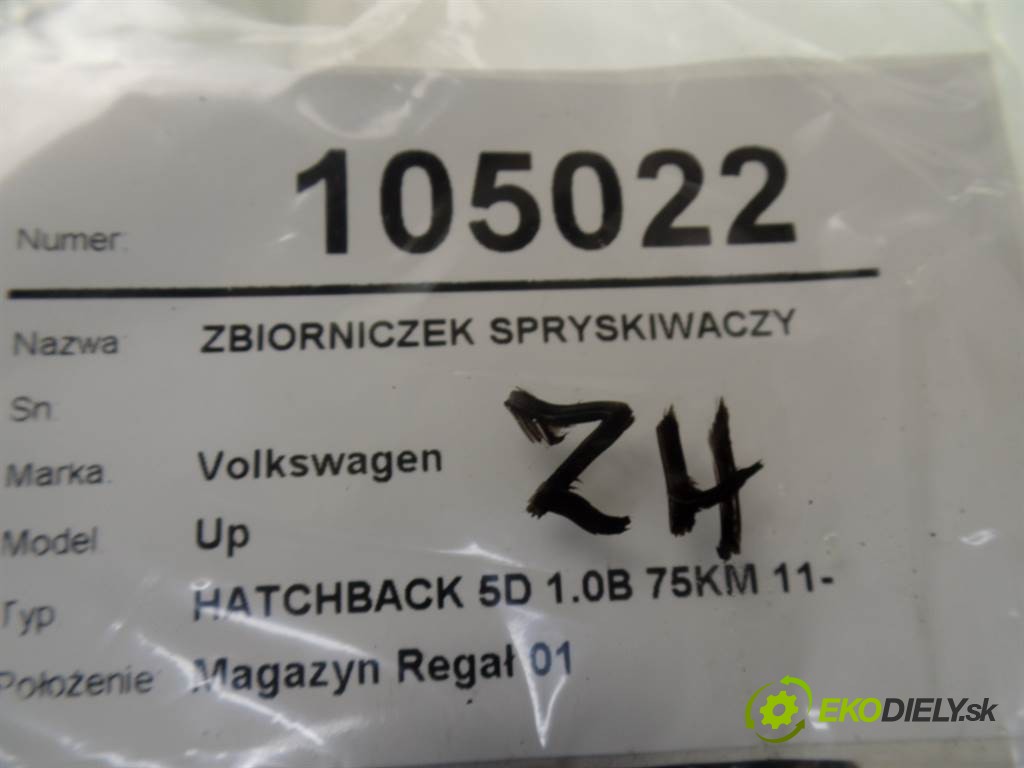 Numer: 105022
Nazwa ZBIORNICZEK SPRYSKIWACZY
Sn:
ZH
Marka: Volkswagen
Model Up
Typ HATCHBACK 5D 1.0B 75KM 11-
Położenie: Magazyn Regał 01
EKODIELY.sk